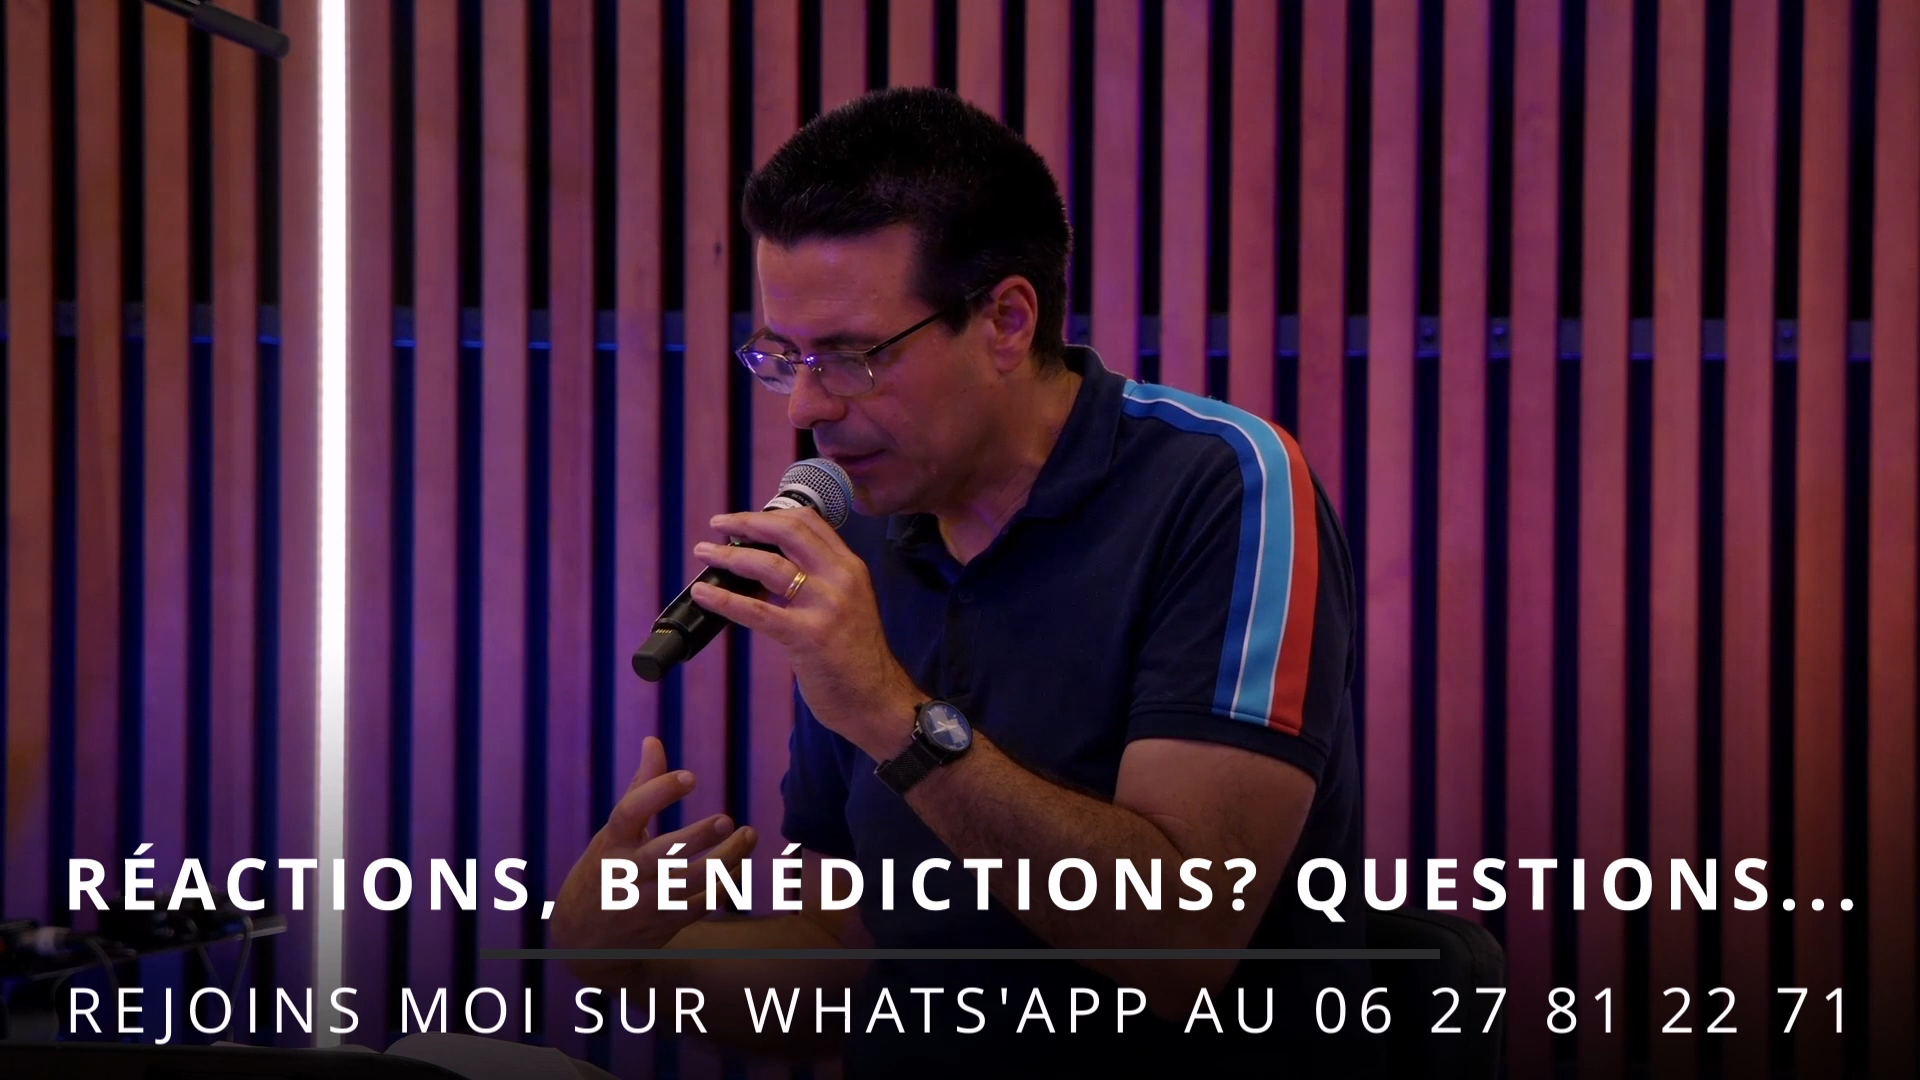 RÉACTIONS, BÉNÉDICTIONS? QUESTIONS...
REJOINS MOI SUR WHATS'APP AU 06 27 81 22 71